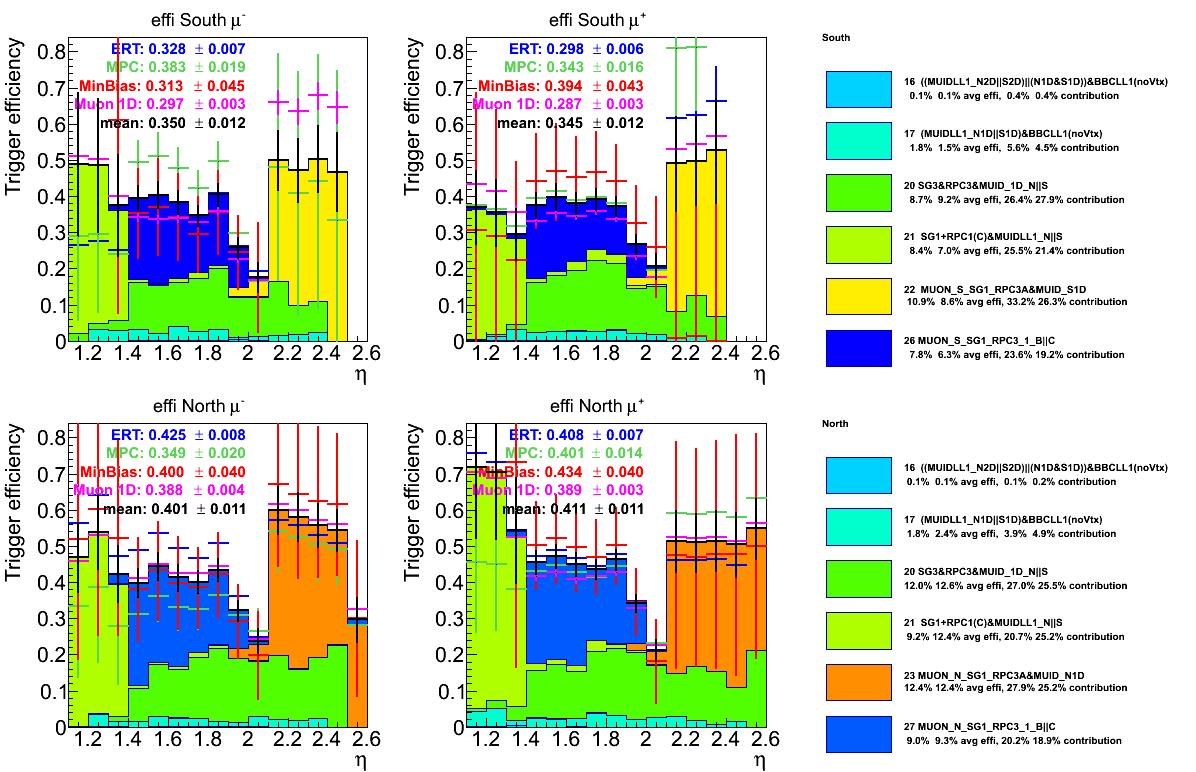 effi South μ-
Trigger efficiency
ERT: 0.328 ± 0.007
MPC: 0.383 ± 0.019
MinBias: 0.313 ± 0.045
Muon 1D: 0.297 ± 0.003
mean: 0.350 ± 0.012
0.8
0.7
0.6
0.5
0.4
0.3
0.2
0.1
0
1.2 1.4 1.6 1.8 2 2.2 2.4 2.6
η
effi South μ+
Trigger efficiency
ERT: 0.298 ± 0.006
MPC: 0.343 ± 0.016
MinBias: 0.394 ± 0.043
Muon 1D: 0.287 ± 0.003
mean: 0.345 ± 0.012
0.8
0.7
0.6
0.5
0.4
0.3
0.2
0.1
0
1.2 1.4 1.6 1.8 2 2.2 2.4 2.6
η
South
16 ((MUIDLL1_N2D||S2D)||(N1D&S1D))&BBCLL1(noVtx)
0.1% 0.1% avg effi, 0.4% 0.4% contribution
17 (MUIDLL1_N1D||S1D)&BBCLL1(noVtx)
1.8% 1.5% avg effi, 5.6% 4.5% contribution
20 SG3&RPC3&MUID_1D_N||S
8.7% 9.2% avg effi, 26.4% 27.9% contribution
21 SG1+RPC1(C)&MUIDLL1_N||S
8.4% 7.0% avg effi, 25.5% 21.4% contribution
22 MUON_S_SG1_RPC3A&MUID_S1D
10.9% 8.6% avg effi, 33.2% 26.3% contribution
26 MUON_S_SG1_RPC3_1_B||C
7.8% 6.3% avg effi, 23.6% 19.2% contribution
effi North μ-
Trigger efficiency
ERT: 0.425 ± 0.008
MPC: 0.349 ± 0.020
MinBias: 0.400 ± 0.040
Muon 1D: 0.388 ± 0.004
mean: 0.401 ± 0.011
0.8
0.7
0.6
0.5
0.4
0.3
0.2
0.1
0
1.2 1.4 1.6 1.8 2 2.2 2.4 2.6
η
effi North μ+
Trigger efficiency
ERT: 0.408 ± 0.007
MPC: 0.401 ± 0.014
MinBias: 0.434 ± 0.040
Muon 1D: 0.389 ± 0.003
mean: 0.411 ± 0.011
0.8
0.7
0.6
0.5
0.4
0.3
0.2
0.1
0
1.2 1.4 1.6 1.8 2 2.2 2.4 2.6
η
North
16 ((MUIDLL1_N2D||S2D)||(N1D&S1D))&BBCLL1(noVtx)
0.1% 0.1% avg effi, 0.1% 0.2% contribution
17 (MUIDLL1_N1D||S1D)&BBCLL1(noVtx)
1.8% 2.4% avg effi, 3.9% 4.9% contribution
20 SG3&RPC3&MUID_1D_N||S
12.0% 12.6% avg effi, 27.0% 25.5% contribution
21 SG1+RPC1(C)&MUIDLL1_N||S
9.2% 12.4% avg effi, 20.7% 25.2% contribution
23 MUON_N_SG1_RPC3A&MUID_N1D
12.4% 12.4% avg effi, 27.9% 25.2% contribution
27 MUON_N_SG1_RPC3_1_B||C
9.0% 9.3% avg effi, 20.2% 18.9% contribution